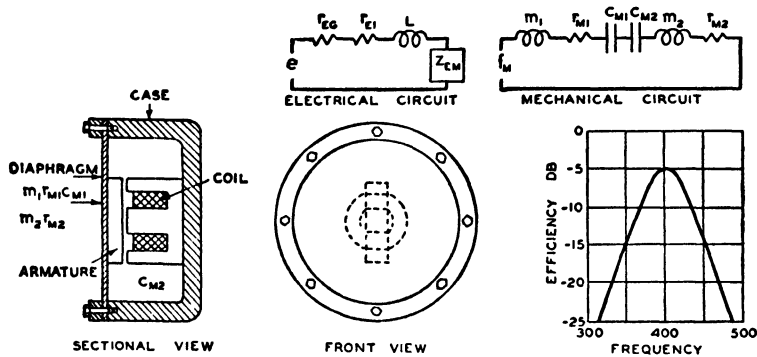 r_EG r_EI L
e
Z_EM
ELECTRICAL CIRCUIT
m_1 r_M1 C_M1 C_M2 m_2 r_M2
f_M
MECHANICAL CIRCUIT
CASE
DIAPHRAGM
m_1 r_M1 C_M1
m_2 r_M2
ARMATURE
COIL
C_M2
SECTIONAL VIEW
FRONT VIEW
EFFICIENCY DB
0
-5
-10
-15
-20
-25
300 400 500
FREQUENCY